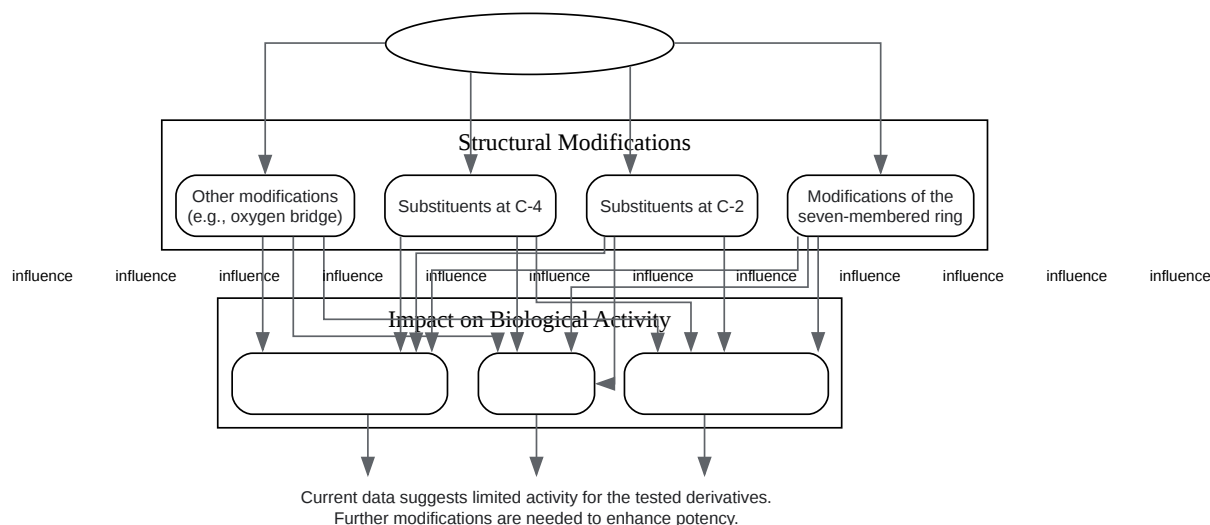 Structural Modifications
Other modifications
(e.g., oxygen bridge)
Substituents at C-4
Substituents at C-2
Modifications of the
seven-membered ring
influence influence influence influence influence influence influence influence influence influence influence influence
Impact on Biological Activity
Current data suggests limited activity for the tested derivatives.
Further modifications are needed to enhance potency.